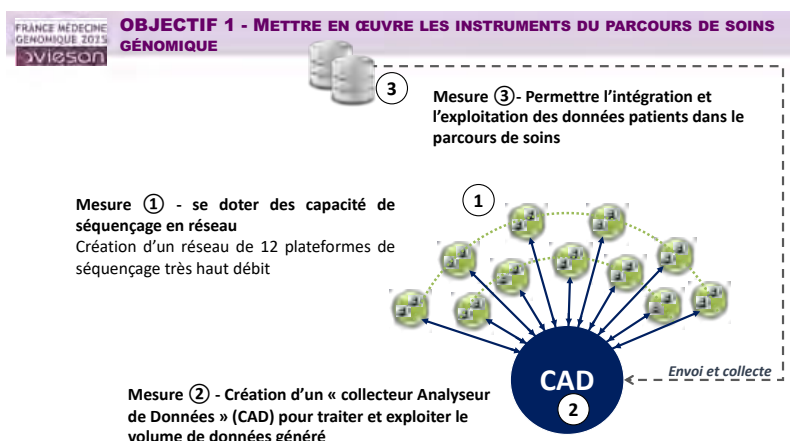 FRANCE MÉDECINE
GÉNOMIQUE 2025
aviesan
OBJECTIF 1 - METTRE EN ŒUVRE LES INSTRUMENTS DU PARCOURS DE SOINS
GÉNOMIQUE
3
Mesure ③- Permettre l'intégration et
l'exploitation des données patients dans le
parcours de soins
Mesure ① - se doter des capacité de
séquençage en réseau
Création d'un réseau de 12 plateformes de
séquençage très haut débit
1
CAD
2
Envoi et collecte
Mesure ② - Création d'un « collecteur Analyseur
de Données » (CAD) pour traiter et exploiter le
volume de données généré